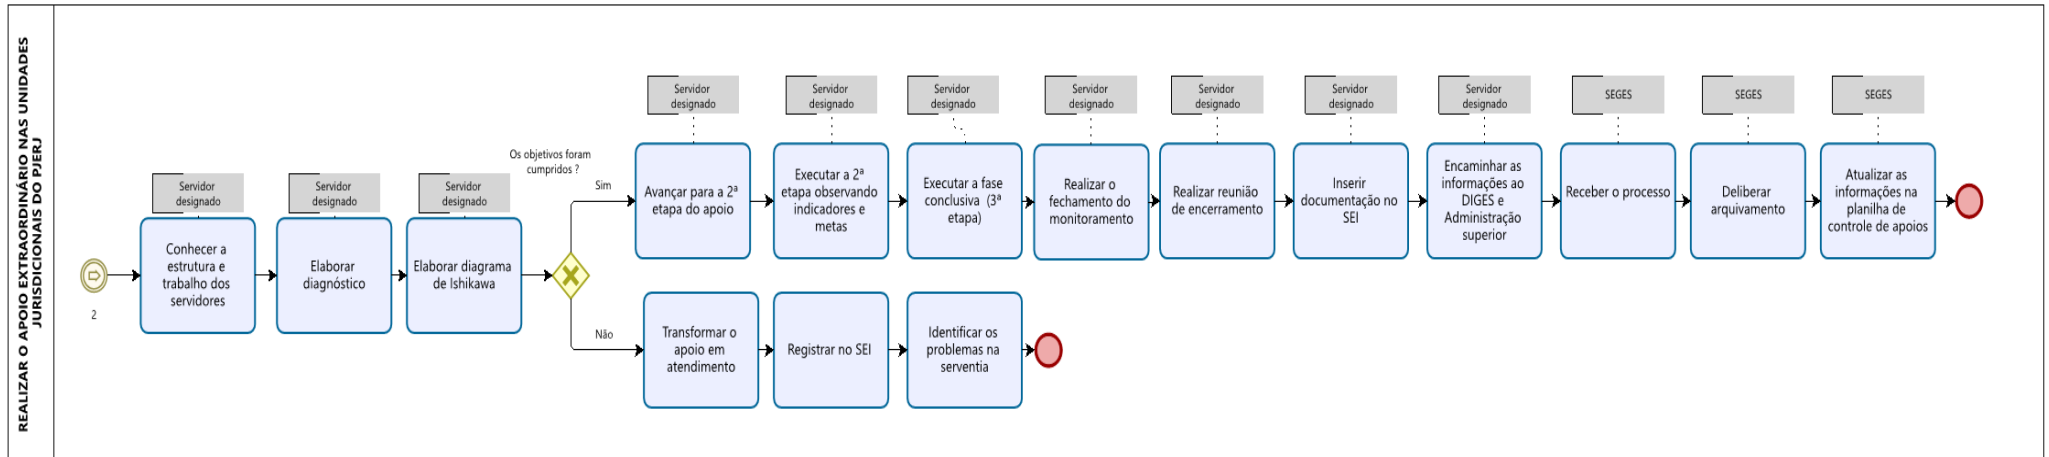 REALIZAR O APOIO EXTRAORDINÁRIO NAS UNIDADES
JURISDICIONAIS DO PJERJ
2
Servidor
designado
Conhecer a
estrutura e
trabalho dos
servidores
Servidor
designado
Elaborar
diagnóstico
Servidor
designado
Elaborar diagrama
de Ishikawa
Os objetivos foram
cumpridos ?
Sim
Servidor
designado
Avançar para a 2ª
etapa do apoio
Servidor
designado
Executar a 2ª
etapa observando
indicadores e
metas
Servidor
designado
Executar a fase
conclusiva (3ª
etapa)
Servidor
designado
Realizar o
fechamento do
monitoramento
Servidor
designado
Realizar reunião
de encerramento
Servidor
designado
Inserir
documentação no
SEI
Servidor
designado
Encaminhar as
informações ao
DIGES e
Administração
superior
SEGES
Receber o processo
SEGES
Deliberar
arquivamento
SEGES
Atualizar as
informações na
planilha de
controle de apoios
Não
Transformar o
apoio em
atendimento
Registrar no SEI
Identificar os
problemas na
serventia